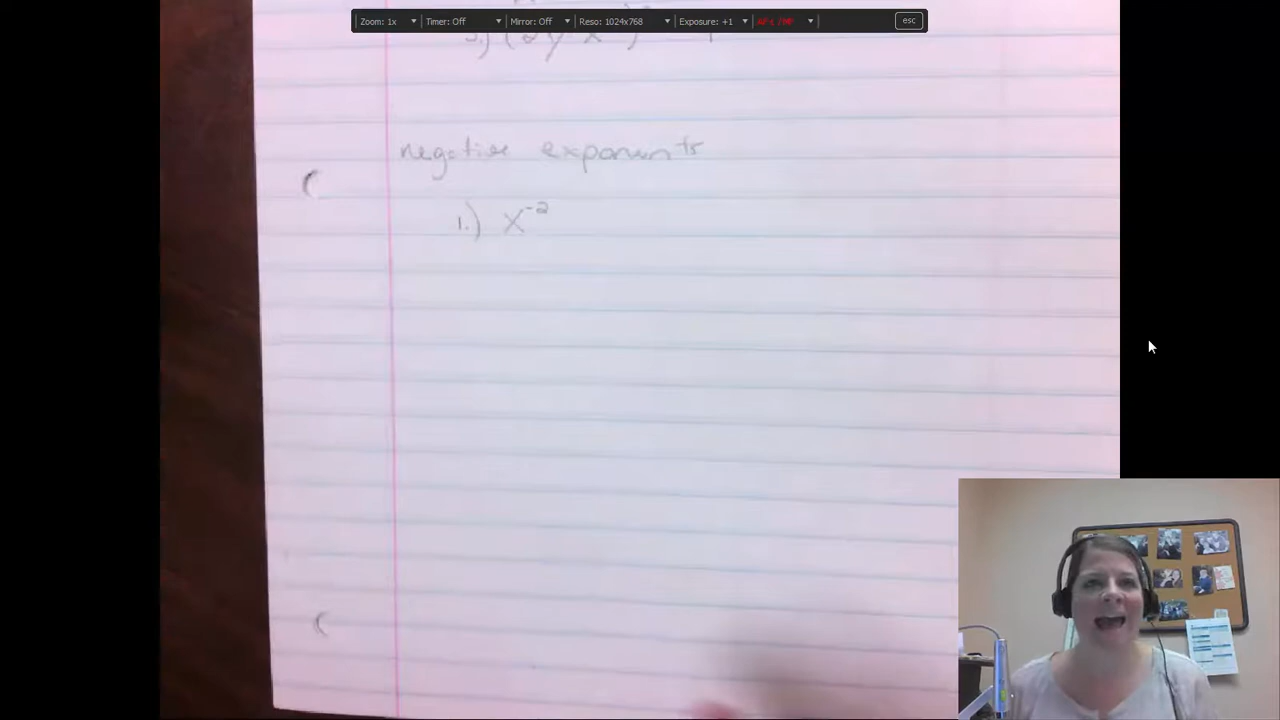 Zoom: 1x Timer: Off Mirror: Off Reso: 1024x768 Exposure: +1 esc
negative exponents
1.) x⁻²